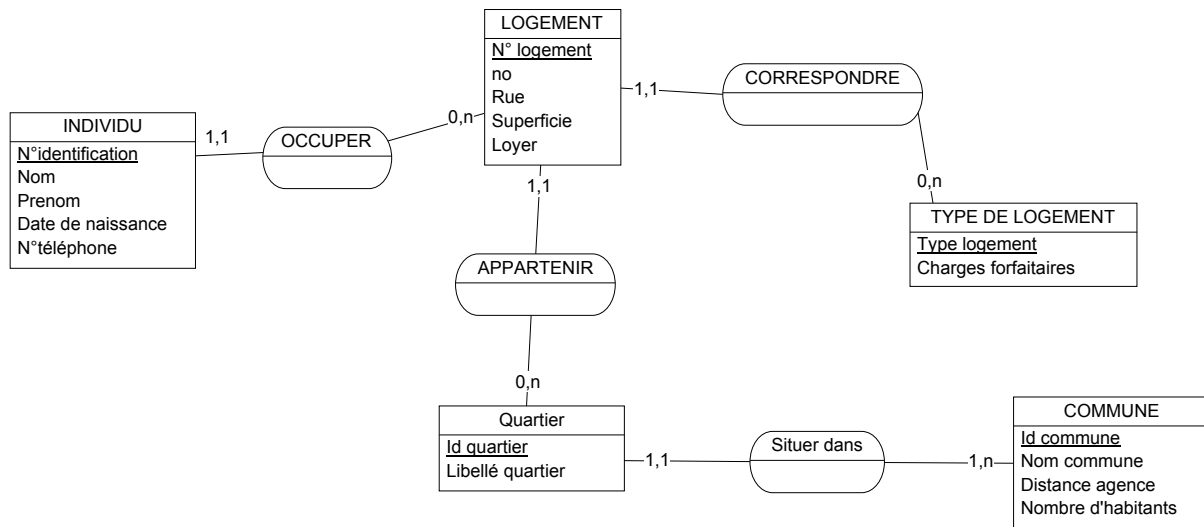 LOGEMENT
N° logement
no
Rue
Superficie
Loyer
1,1
CORRESPONDRE
0,n
TYPE DE LOGEMENT
Type logement
Charges forfaitaires
INDIVIDU
N°identification
Nom
Prenom
Date de naissance
N°téléphone
1,1
OCCUPER
0,n
1,1
APPARTENIR
0,n
Quartier
Id quartier
Libellé quartier
1,1
Situer dans
1,n
COMMUNE
Id commune
Nom commune
Distance agence
Nombre d'habitants